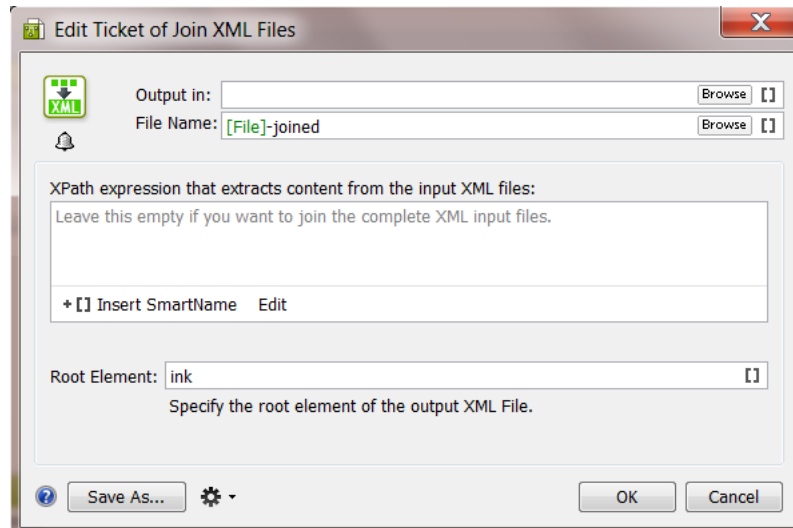 Edit Ticket of Join XML Files
XML
Output in:
Browse []
File Name: [File]-joined
Browse []
XPath expression that extracts content from the input XML files:
Leave this empty if you want to join the complete XML input files.
+[] Insert SmartName Edit
Root Element: ink []
Specify the root element of the output XML File.
? Save As... OK Cancel